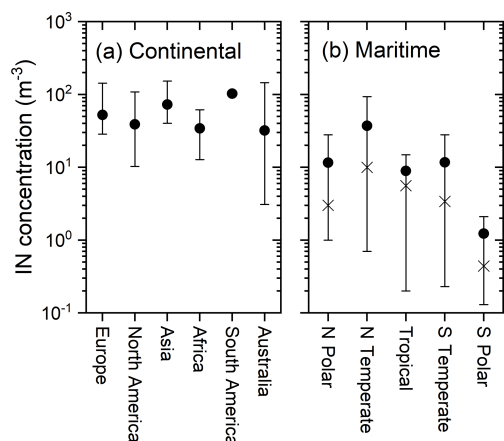 (a) Continental
(b) Maritime
IN concentration (m⁻³)
10³
10²
10¹
10⁰
10⁻¹
Europe
North America
Asia
Africa
South America
Australia
N Polar
N Temperate
Tropical
S Temperate
S Polar